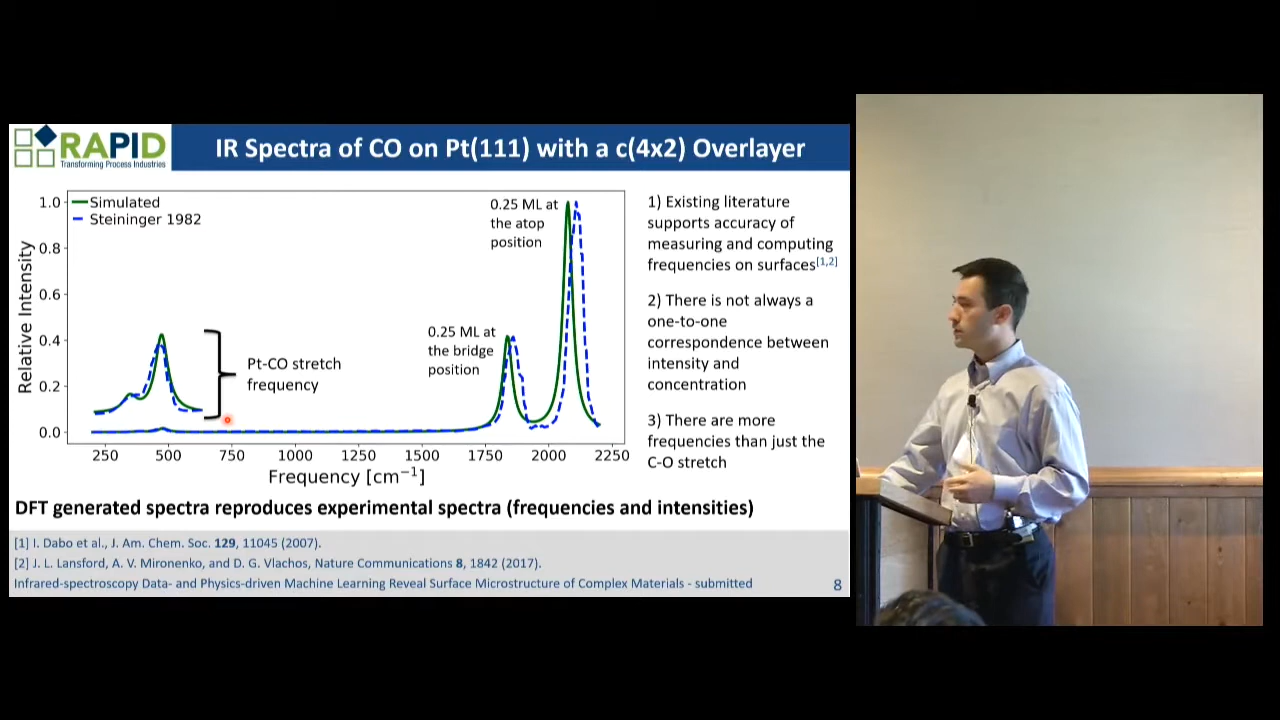 RAPID
Transforming Process Industries
IR Spectra of CO on Pt(111) with a c(4x2) Overlayer
Simulated
Steininger 1982
0.25 ML at
the atop
position
0.25 ML at
the bridge
position
Pt-CO stretch
frequency
Relative Intensity
1.0
0.8
0.6
0.4
0.2
0.0
250 500 750 1000 1250 1500 1750 2000 2250
Frequency [cm⁻¹]
1) Existing literature
supports accuracy of
measuring and computing
frequencies on surfaces[1,2]
2) There is not always a
one-to-one
correspondence between
intensity and
concentration
3) There are more
frequencies than just the
C-O stretch
DFT generated spectra reproduces experimental spectra (frequencies and intensities)
[1] I. Dabo et al., J. Am. Chem. Soc. 129, 11045 (2007).
[2] J. L. Lansford, A. V. Mironenko, and D. G. Vlachos, Nature Communications 8, 1842 (2017).
Infrared-spectroscopy Data- and Physics-driven Machine Learning Reveal Surface Microstructure of Complex Materials - submitted
8